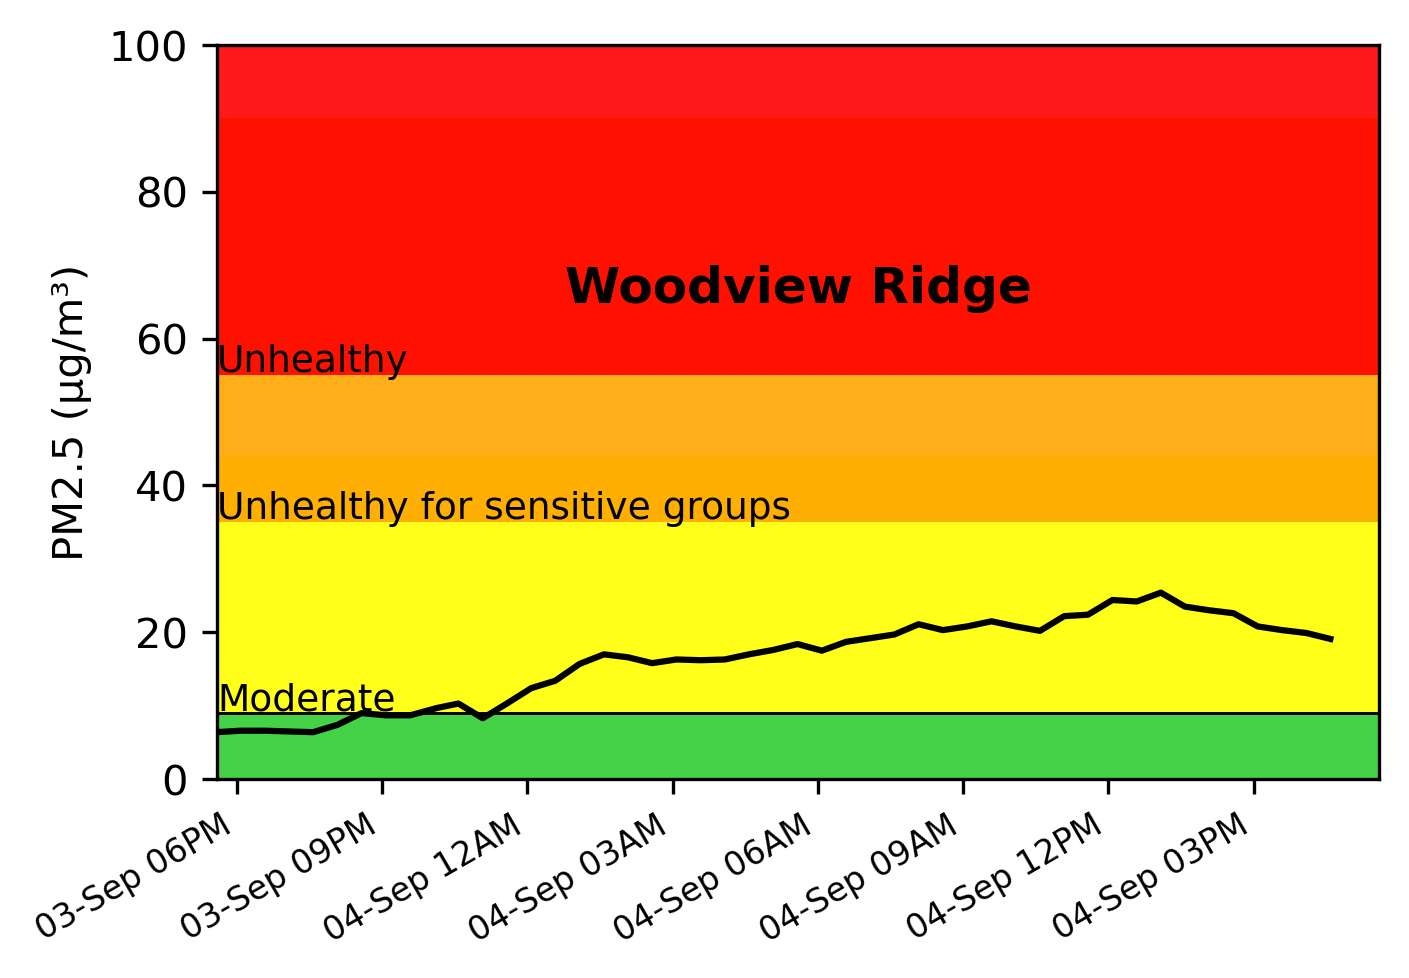 100
80
60
40
20
0
PM2.5 (µg/m³)
Woodview Ridge
Unhealthy
Unhealthy for sensitive groups
Moderate
03-Sep 06PM
03-Sep 09PM
04-Sep 12AM
04-Sep 03AM
04-Sep 06AM
04-Sep 09AM
04-Sep 12PM
04-Sep 03PM